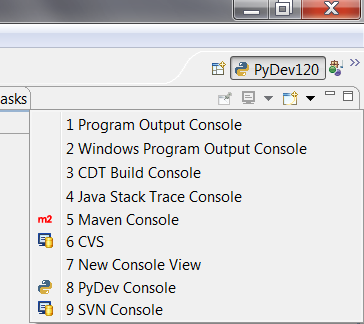 PyDev120
asks
1 Program Output Console
2 Windows Program Output Console
3 CDT Build Console
4 Java Stack Trace Console
m2 5 Maven Console
6 CVS
7 New Console View
8 PyDev Console
9 SVN Console